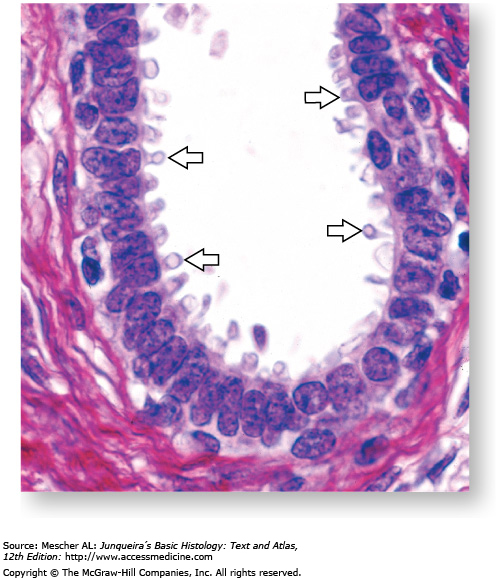 Source: Mescher AL: Junqueira´s Basic Histology: Text and Atlas,
12th Edition: http://www.accessmedicine.com
Copyright © The McGraw-Hill Companies, Inc. All rights reserved.